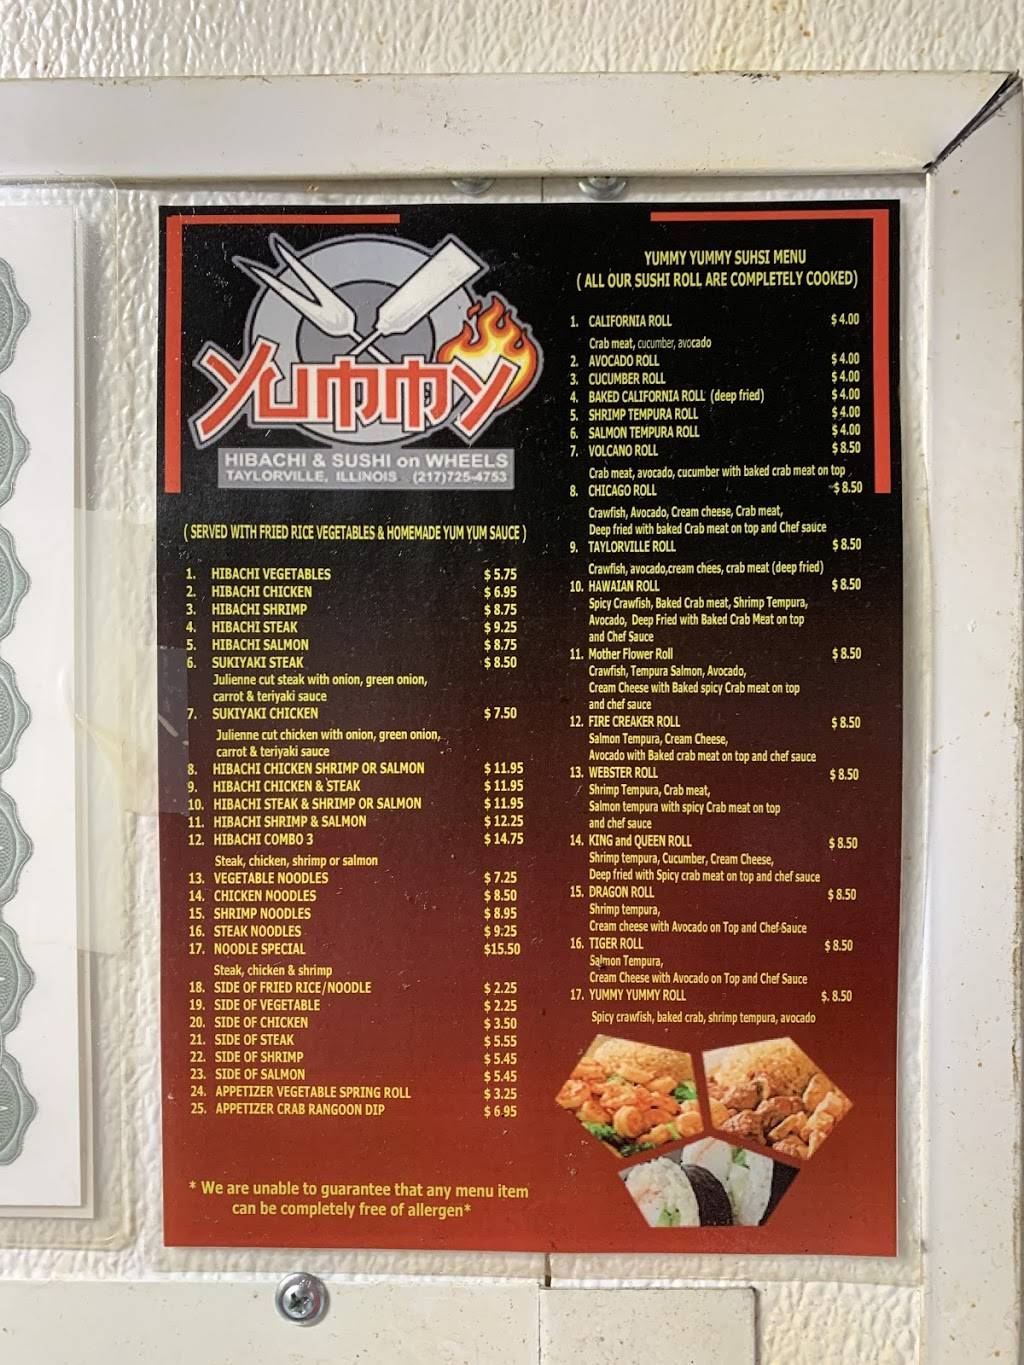 Yummy
HIBACHI & SUSHI on WHEELS
TAYLORVILLE, ILLINOIS (217)725-4753
( SERVED WITH FRIED RICE VEGETABLES & HOMEMADE YUM YUM SAUCE )
1. HIBACHI VEGETABLES $ 5.75
2. HIBACHI CHICKEN $ 6.95
3. HIBACHI SHRIMP $ 8.75
4. HIBACHI STEAK $ 9.25
5. HIBACHI SALMON $ 8.75
6. SUKIYAKI STEAK $ 8.50
Julienne cut steak with onion, green onion,
carrot & teriyaki sauce
7. SUKIYAKI CHICKEN $ 7.50
Julienne cut chicken with onion, green onion,
carrot & teriyaki sauce
8. HIBACHI CHICKEN SHRIMP OR SALMON $ 11.95
9. HIBACHI CHICKEN & STEAK $ 11.95
10. HIBACHI STEAK & SHRIMP OR SALMON $ 11.95
11. HIBACHI SHRIMP & SALMON $ 12.25
12. HIBACHI COMBO 3 $ 14.75
Steak, chicken, shrimp or salmon
13. VEGETABLE NOODLES $ 7.25
14. CHICKEN NOODLES $ 8.50
15. SHRIMP NOODLES $ 8.95
16. STEAK NOODLES $ 9.25
17. NOODLE SPECIAL $15.50
Steak, chicken & shrimp
18. SIDE OF FRIED RICE/NOODLE $ 2.25
19. SIDE OF VEGETABLE $ 2.25
20. SIDE OF CHICKEN $ 3.50
21. SIDE OF STEAK $ 5.55
22. SIDE OF SHRIMP $ 5.45
23. SIDE OF SALMON $ 5.45
24. APPETIZER VEGETABLE SPRING ROLL $ 3.25
25. APPETIZER CRAB RANGOON DIP $ 6.95
* We are unable to guarantee that any menu item
can be completely free of allergen*
YUMMY YUMMY SUHSI MENU
( ALL OUR SUSHI ROLL ARE COMPLETELY COOKED)
1. CALIFORNIA ROLL $ 4.00
Crab meat, cucumber, avocado
2. AVOCADO ROLL $ 4.00
3. CUCUMBER ROLL $ 4.00
4. BAKED CALIFORNIA ROLL (deep fried) $ 4.00
5. SHRIMP TEMPURA ROLL $ 4.00
6. SALMON TEMPURA ROLL $ 4.00
7. VOLCANO ROLL $ 8.50
Crab meat, avocado, cucumber with baked crab meat on top
8. CHICAGO ROLL $ 8.50
Crawfish, Avocado, Cream cheese, Crab meat,
Deep fried with baked Crab meat on top and Chef sauce
9. TAYLORVILLE ROLL $ 8.50
Crawfish, avocado,cream chees, crab meat (deep fried)
10. HAWAIAN ROLL $ 8.50
Spicy Crawfish, Baked Crab meat, Shrimp Tempura,
Avocado, Deep Fried with Baked Crab Meat on top
and Chef Sauce
11. Mother Flower Roll $ 8.50
Crawfish, Tempura Salmon, Avocado,
Cream Cheese with Baked spicy Crab meat on top
and chef sauce
12. FIRE CREAKER ROLL $ 8.50
Salmon Tempura, Cream Cheese,
Avocado with Baked crab meat on top and chef sauce
13. WEBSTER ROLL $ 8.50
Shrimp Tempura, Crab meat,
Salmon tempura with spicy Crab meat on top
and chef sauce
14. KING and QUEEN ROLL $ 8.50
Shrimp tempura, Cucumber, Cream Cheese,
Deep fried with Spicy crab meat on top and chef sauce
15. DRAGON ROLL $ 8.50
Shrimp tempura,
Cream cheese with Avocado on Top and Chef Sauce
16. TIGER ROLL $ 8.50
Salmon Tempura,
Cream Cheese with Avocado on Top and Chef Sauce
17. YUMMY YUMMY ROLL $. 8.50
Spicy crawfish, baked crab, shrimp tempura, avocado